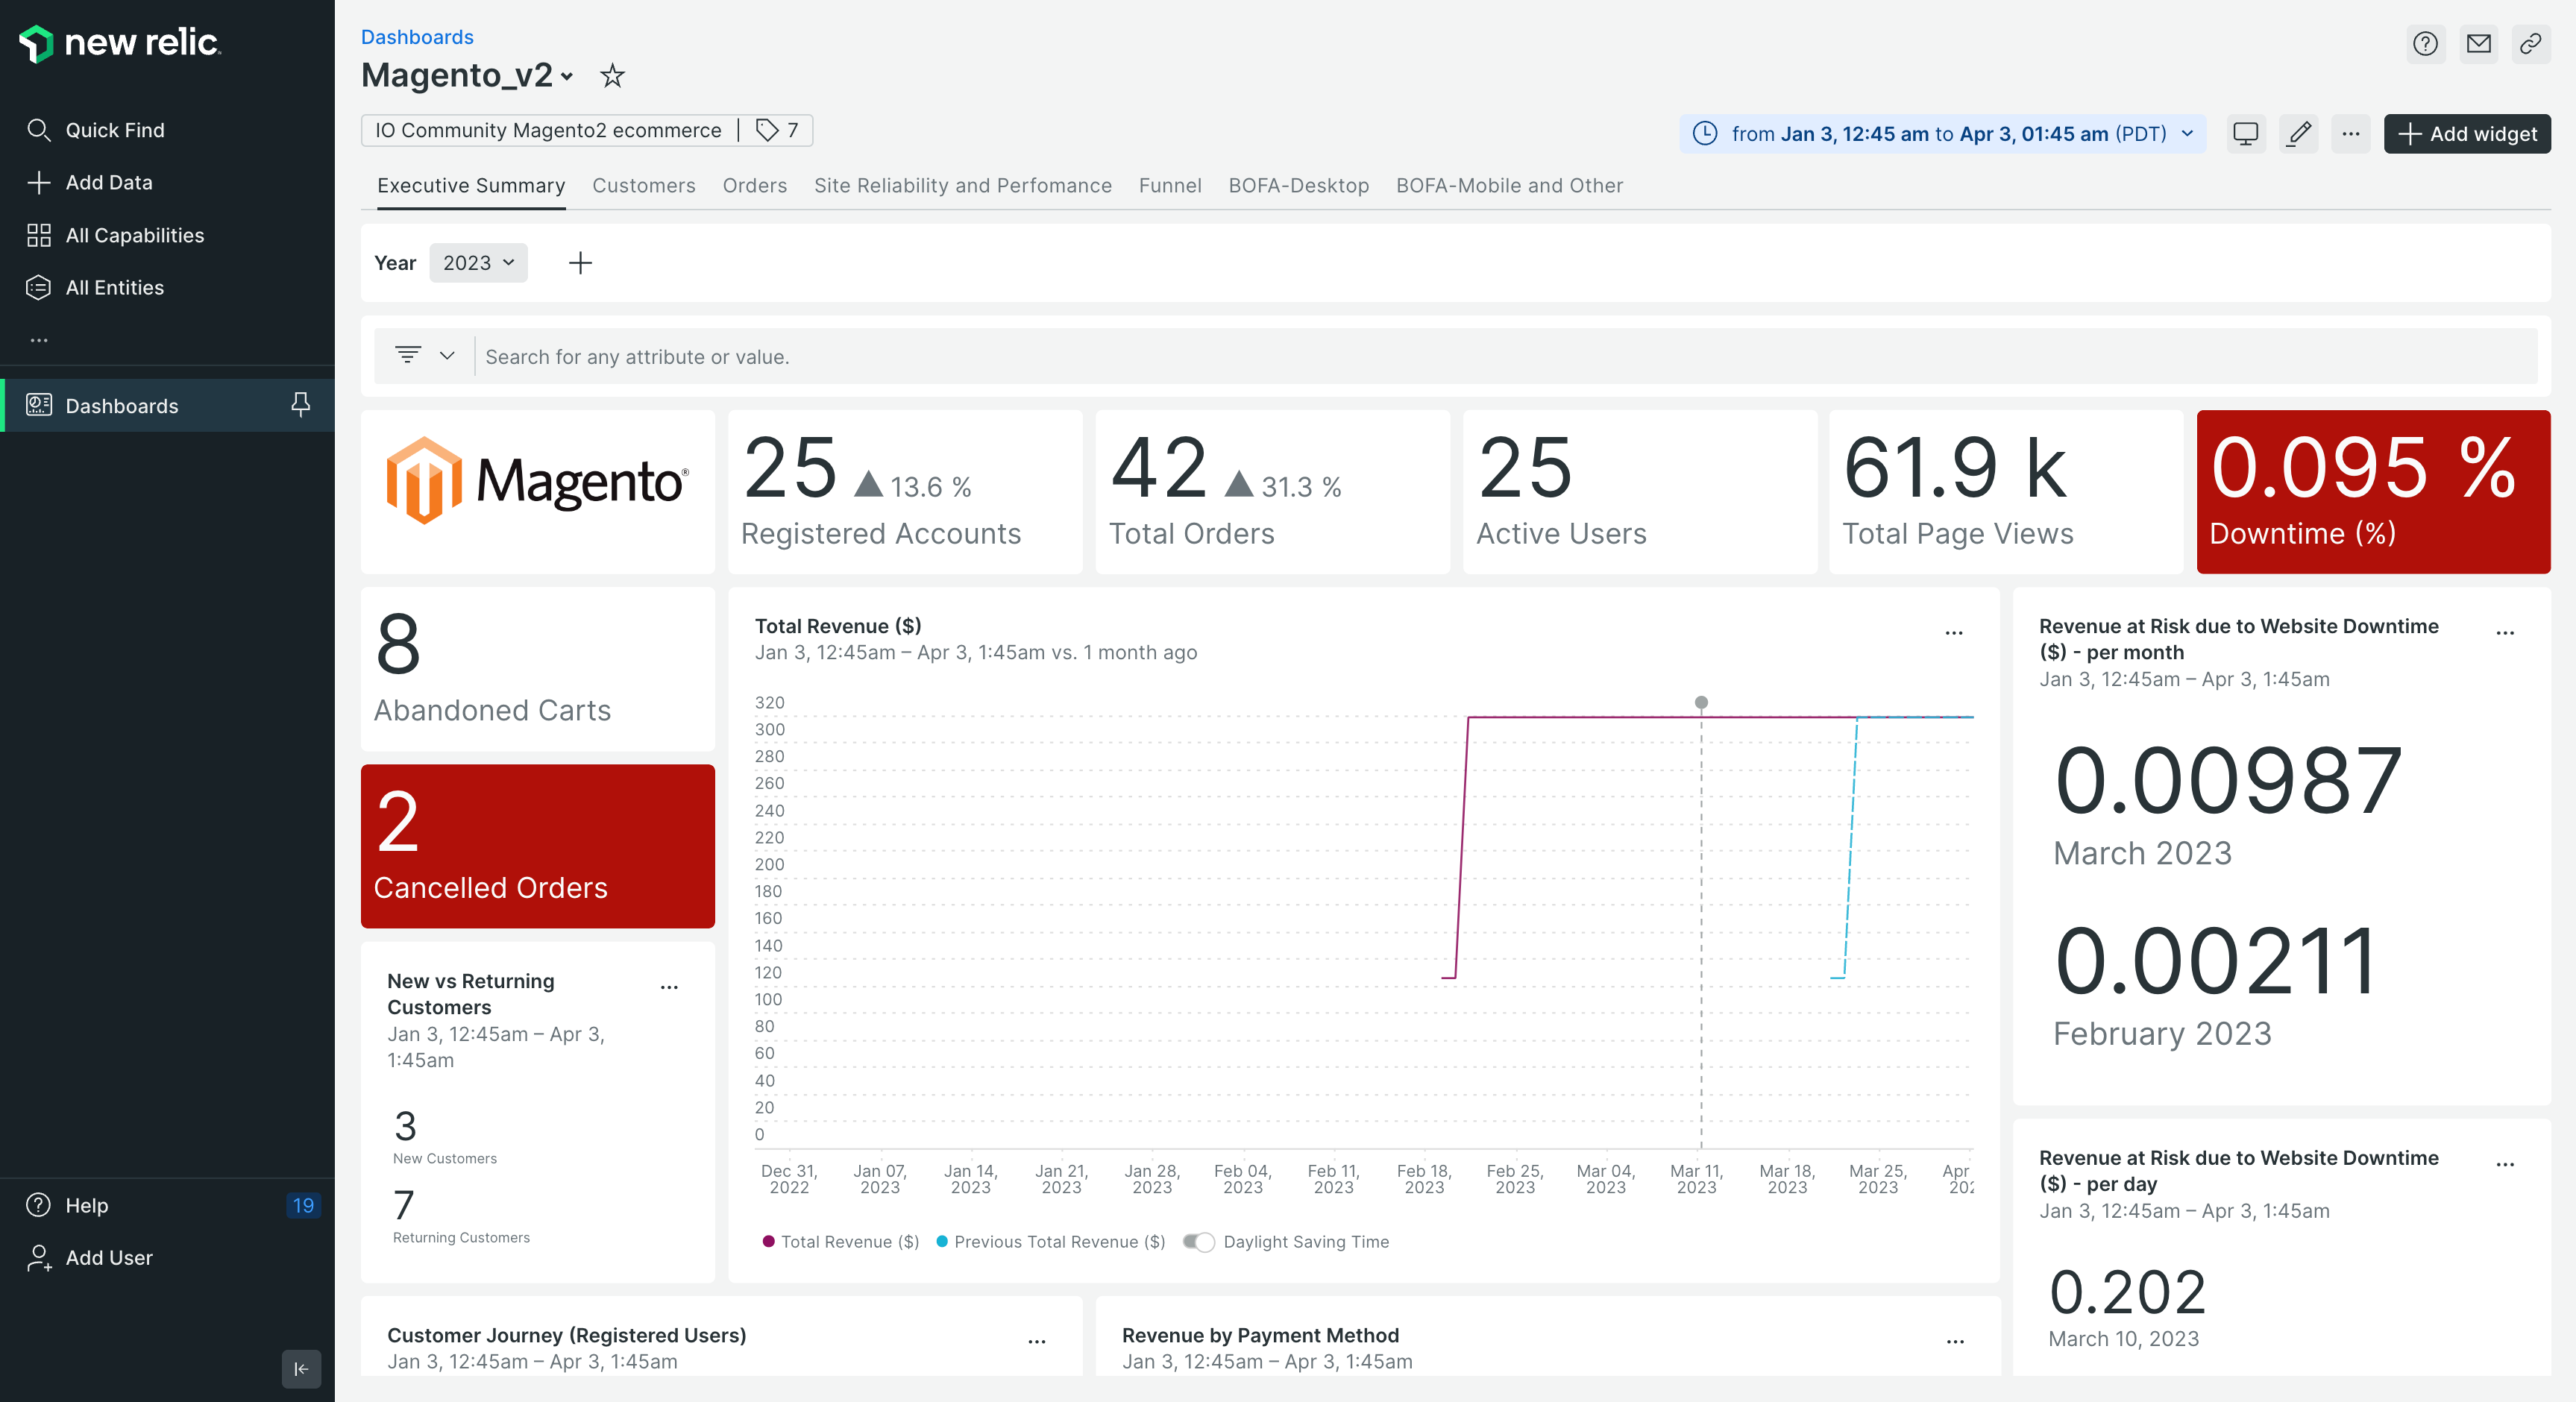 new relic
Quick Find
Add Data
All Capabilities
All Entities
...
Dashboards
Help
19
Add User
Dashboards
Magento_v2
IO Community Magento2 ecommerce | 7
from Jan 3, 12:45 am to Apr 3, 01:45 am (PDT)
...
Add widget
Executive Summary Customers Orders Site Reliability and Perfomance Funnel BOFA-Desktop BOFA-Mobile and Other
Year 2023
Search for any attribute or value.
Magento®
25 ▲ 13.6 %
Registered Accounts
42 ▲ 31.3 %
Total Orders
25
Active Users
61.9 k
Total Page Views
0.095 %
Downtime (%)
8
Abandoned Carts
2
Cancelled Orders
New vs Returning
Customers
...
Jan 3, 12:45am – Apr 3,
1:45am
3
New Customers
7
Returning Customers
Total Revenue ($)
...
Jan 3, 12:45am – Apr 3, 1:45am vs. 1 month ago
320
300
280
260
240
220
200
180
160
140
120
100
80
60
40
20
0
Dec 31, Jan 07, Jan 14, Jan 21, Jan 28, Feb 04, Feb 11, Feb 18, Feb 25, Mar 04, Mar 11, Mar 18, Mar 25, Apr
2022 2023 2023 2023 2023 2023 2023 2023 2023 2023 2023 2023 2023 202
Total Revenue ($) Previous Total Revenue ($) Daylight Saving Time
Revenue at Risk due to Website Downtime
($) - per month
...
Jan 3, 12:45am – Apr 3, 1:45am
0.00987
March 2023
0.00211
February 2023
Revenue at Risk due to Website Downtime
($) - per day
...
Jan 3, 12:45am – Apr 3, 1:45am
0.202
March 10, 2023
Customer Journey (Registered Users)
...
Jan 3, 12:45am – Apr 3, 1:45am
Revenue by Payment Method
...
Jan 3, 12:45am – Apr 3, 1:45am